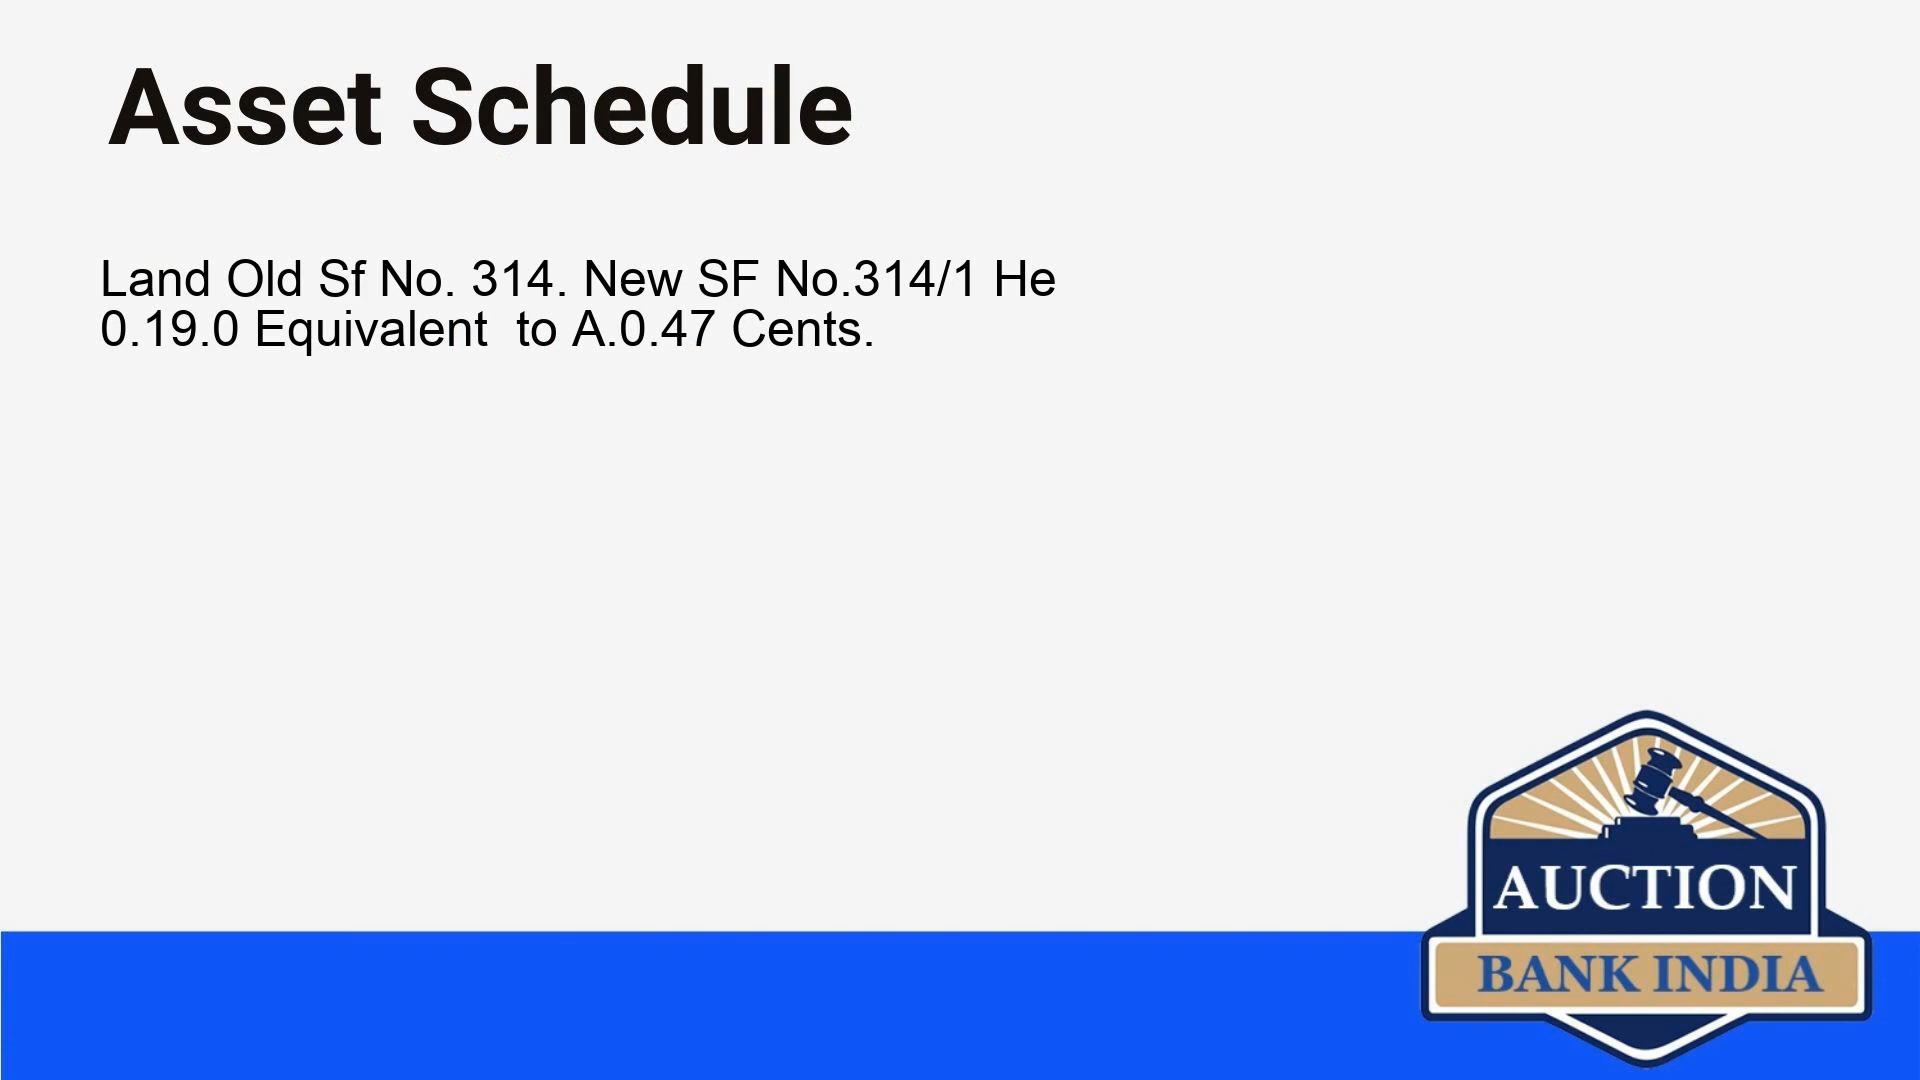 Asset Schedule
Land Old Sf No. 314. New SF No.314/1 He
0.19.0 Equivalent  to A.0.47 Cents.
AUCTION
BANK INDIA